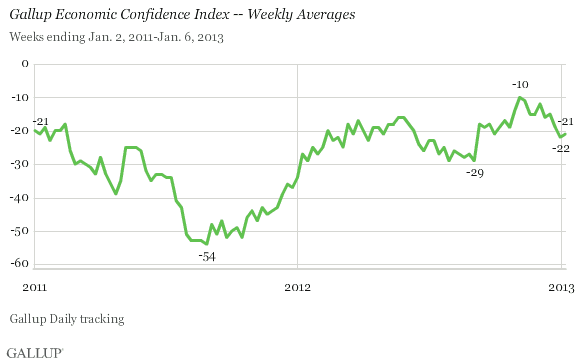 Gallup Economic Confidence Index -- Weekly Averages
Weeks ending Jan. 2, 2011-Jan. 6, 2013
0
-10
-10
-21
-21
-20
-22
-30
-29
-40
-50
-54
-60
2011 2012 2013
Gallup Daily tracking
GALLUP®